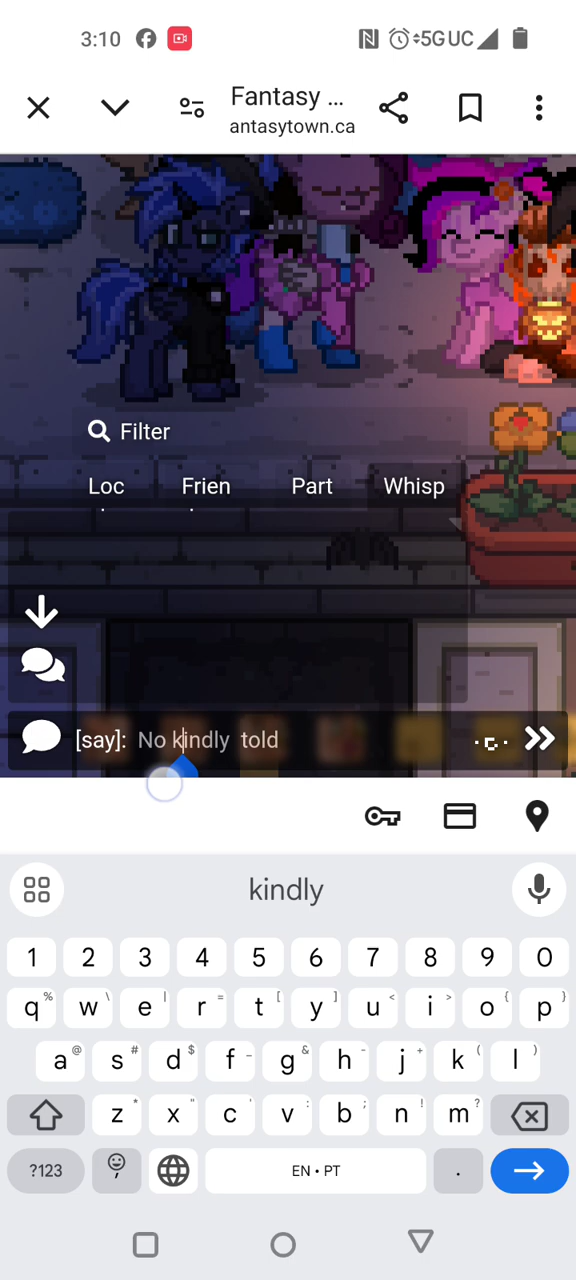 3:10 5G UC
Fantasy ...
antasytown.ca
Filter
Loc Frien Part Whisp
[say]: No kindly told
kindly
1 2 3 4 5 6 7 8 9 0
q% w\ e| r= t[ y] u< i> o{ p}
a@ s# d$ f_ g& h- j+ k( l)
z* x" c' v: b; n! m?
?123 , EN • PT .